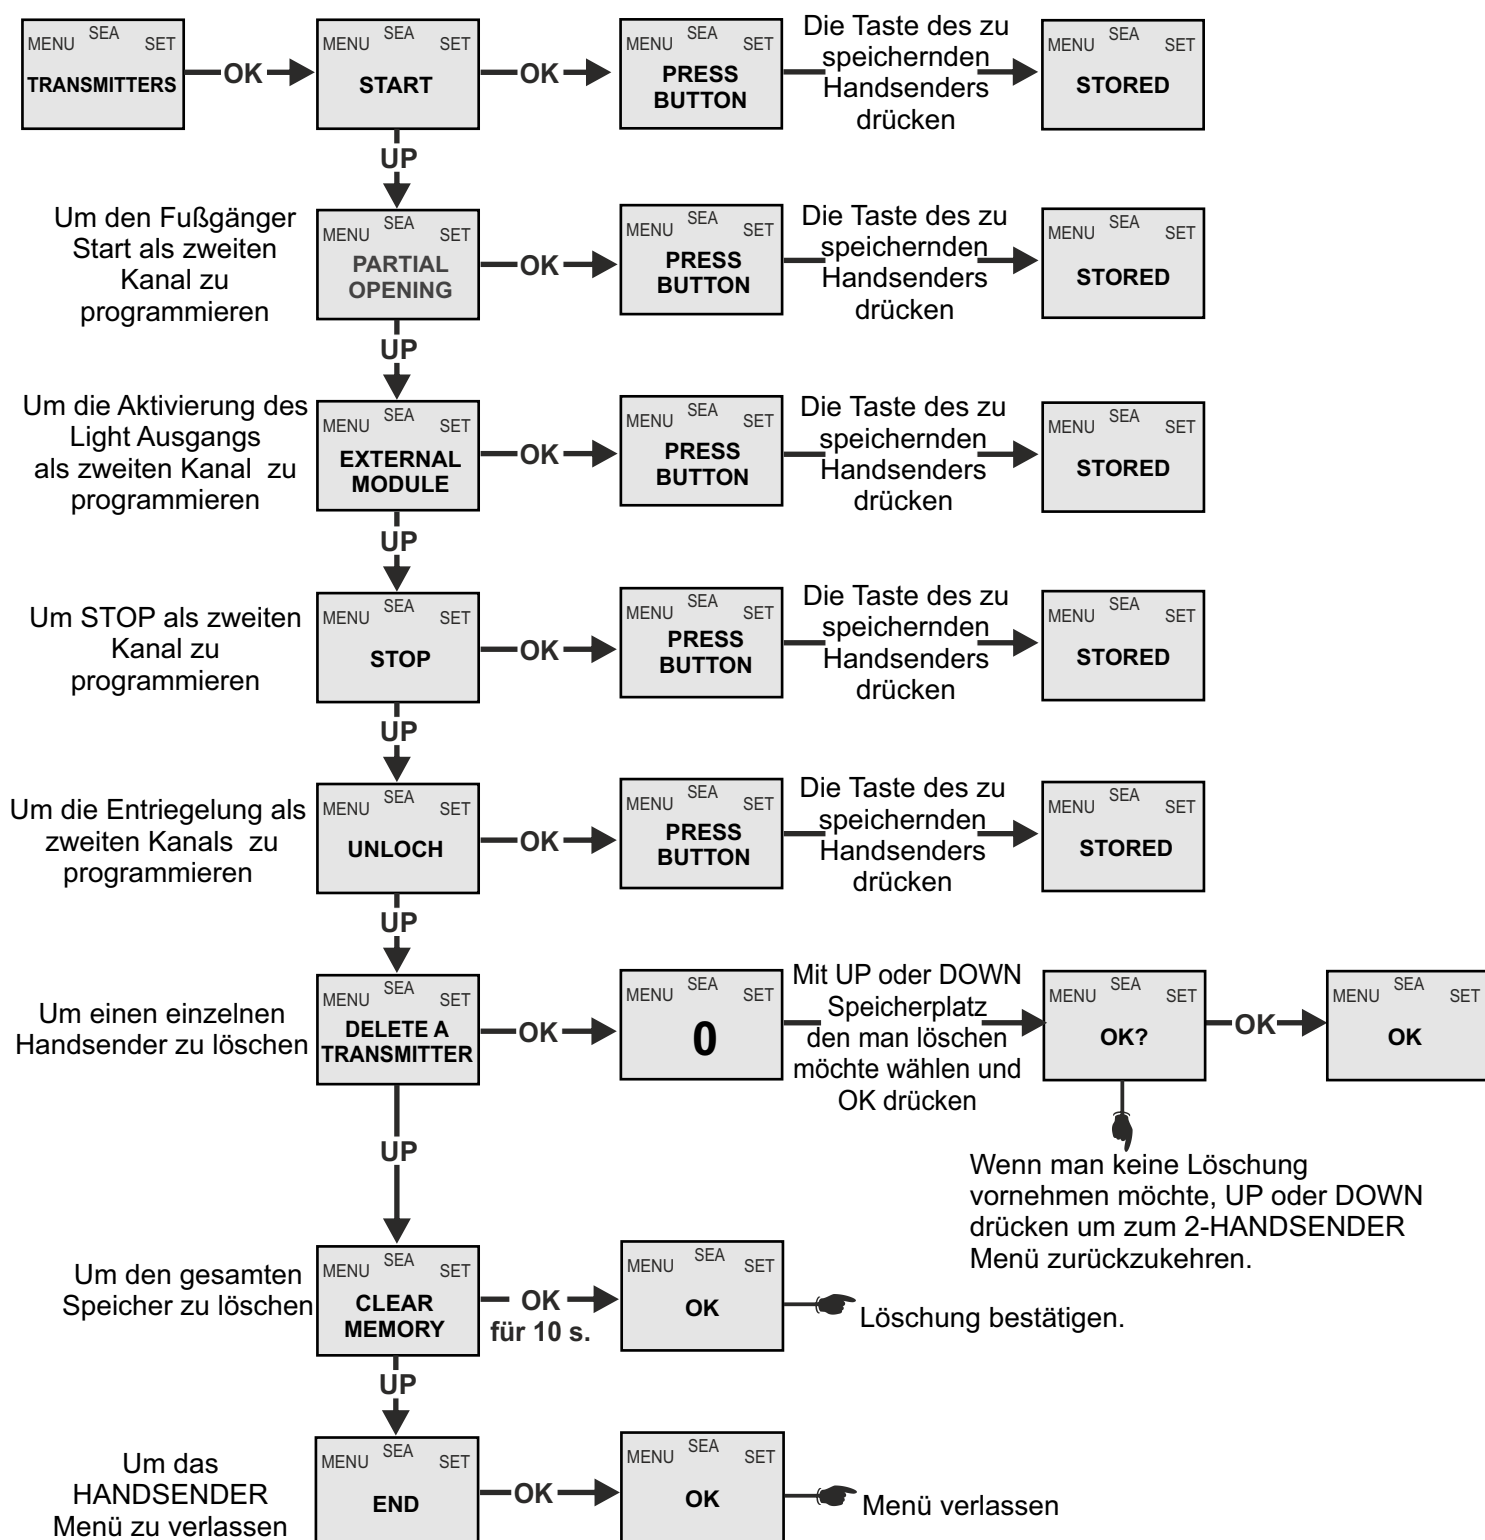 MENU SEA SET
TRANSMITTERS
OK
MENU SEA SET
START
OK
MENU SEA SET
PRESS
BUTTON
Die Taste des zu
speichernden
Handsenders
drücken
MENU SEA SET
STORED
UP
Um den Fußgänger
Start als zweiten
Kanal zu
programmieren
MENU SEA SET
PARTIAL
OPENING
OK
MENU SEA SET
PRESS
BUTTON
Die Taste des zu
speichernden
Handsenders
drücken
MENU SEA SET
STORED
UP
Um die Aktivierung des
Light Ausgangs
als zweiten Kanal zu
programmieren
MENU SEA SET
EXTERNAL
MODULE
OK
MENU SEA SET
PRESS
BUTTON
Die Taste des zu
speichernden
Handsenders
drücken
MENU SEA SET
STORED
UP
Um STOP als zweiten
Kanal zu
programmieren
MENU SEA SET
STOP
OK
MENU SEA SET
PRESS
BUTTON
Die Taste des zu
speichernden
Handsenders
drücken
MENU SEA SET
STORED
UP
Um die Entriegelung als
zweiten Kanals zu
programmieren
MENU SEA SET
UNLOCH
OK
MENU SEA SET
PRESS
BUTTON
Die Taste des zu
speichernden
Handsenders
drücken
MENU SEA SET
STORED
UP
Um einen einzelnen
Handsender zu löschen
MENU SEA SET
DELETE A
TRANSMITTER
OK
MENU SEA SET
0
Mit UP oder DOWN
Speicherplatz
den man löschen
möchte wählen und
OK drücken
MENU SEA SET
OK?
OK
MENU SEA SET
OK
Wenn man keine Löschung
vornehmen möchte, UP oder DOWN
drücken um zum 2-HANDSENDER
Menü zurückzukehren.
UP
Um den gesamten
Speicher zu löschen
MENU SEA SET
CLEAR
MEMORY
OK
für 10 s.
MENU SEA SET
OK
Löschung bestätigen.
UP
Um das
HANDSENDER
Menü zu verlassen
MENU SEA SET
END
OK
MENU SEA SET
OK
Menü verlassen